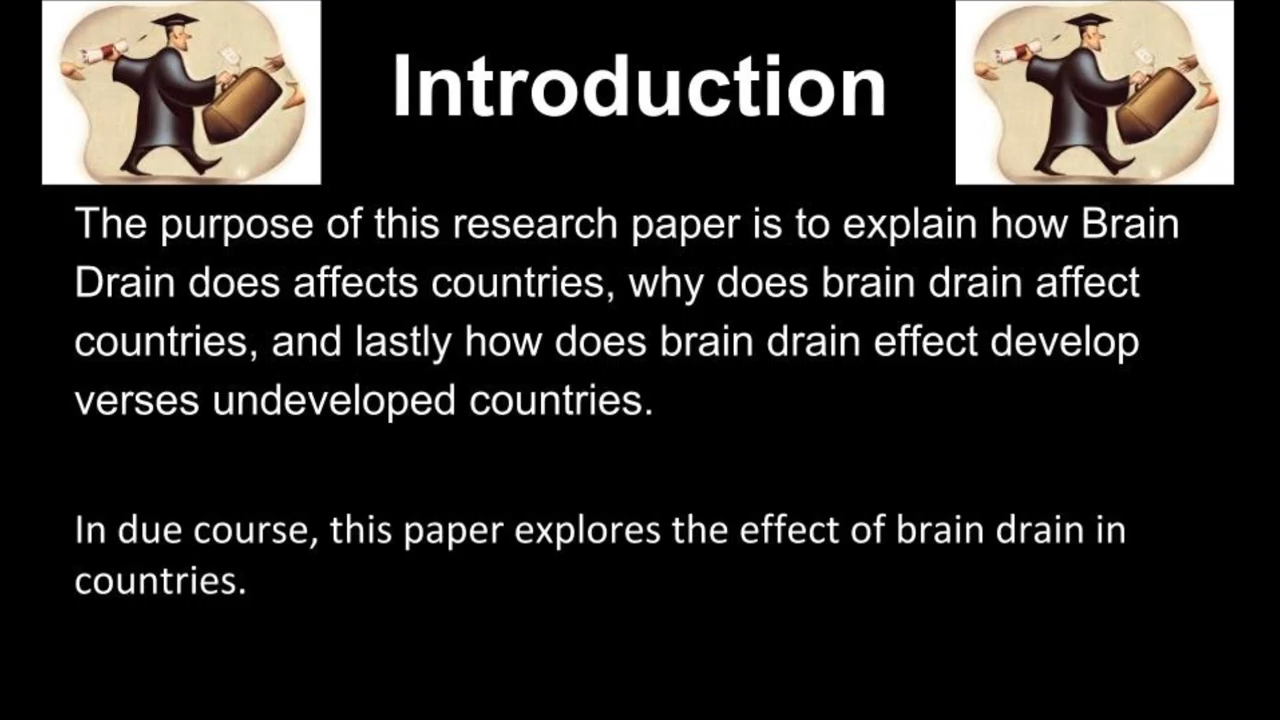 Introduction
The purpose of this research paper is to explain how Brain
Drain does affects countries, why does brain drain affect
countries, and lastly how does brain drain effect develop
verses undeveloped countries.
In due course, this paper explores the effect of brain drain in
countries.